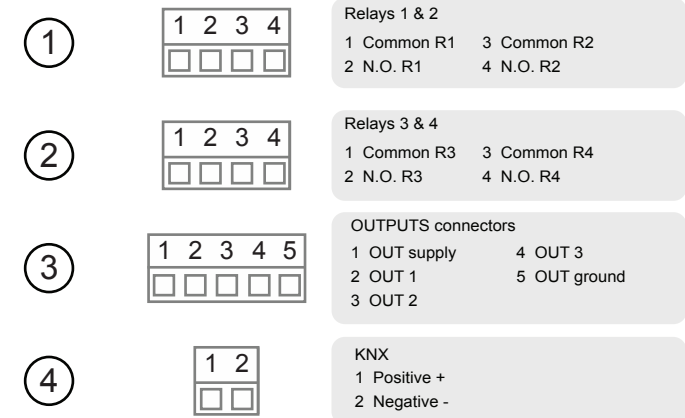 1
1 2 3 4
Relays 1 & 2
1 Common R1 3 Common R2
2 N.O. R1 4 N.O. R2
2
1 2 3 4
Relays 3 & 4
1 Common R3 3 Common R4
2 N.O. R3 4 N.O. R4
3
1 2 3 4 5
OUTPUTS connectors
1 OUT supply 4 OUT 3
2 OUT 1 5 OUT ground
3 OUT 2
4
1 2
KNX
1 Positive +
2 Negative -